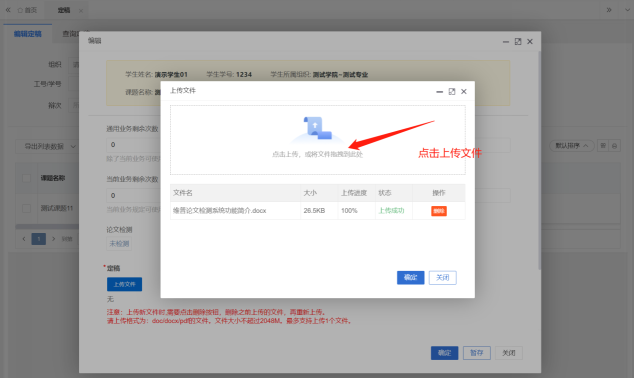 首页 定稿
编辑定稿 查询
编辑
组织
工号/学号
届次
学生姓名: 演示学生01 学生学号: 1234 学生所属组织: 测试学院-测试专业
课题名称: 测
上传文件
点击上传，或将文件拖拽到此处
点击上传文件
通用业务剩余次数
0
导出列表数据
默认排序
当前业务剩余次数
0
课题名称
测试课题11
文件名 大小 上传进度 状态 操作
维普论文检测系统功能简介.docx 26.5KB 100% 上传成功 删除
论文检测
未检测
1
确定 关闭
*定稿
上传文件
无
注意：上传新文件时,需要点击删除按钮，删除之前上传的文件，再重新上传。
请上传格式为：doc/docx/pdf的文件。文件大小不超过2048M。最多支持上传1个文件。
确定 暂存 关闭